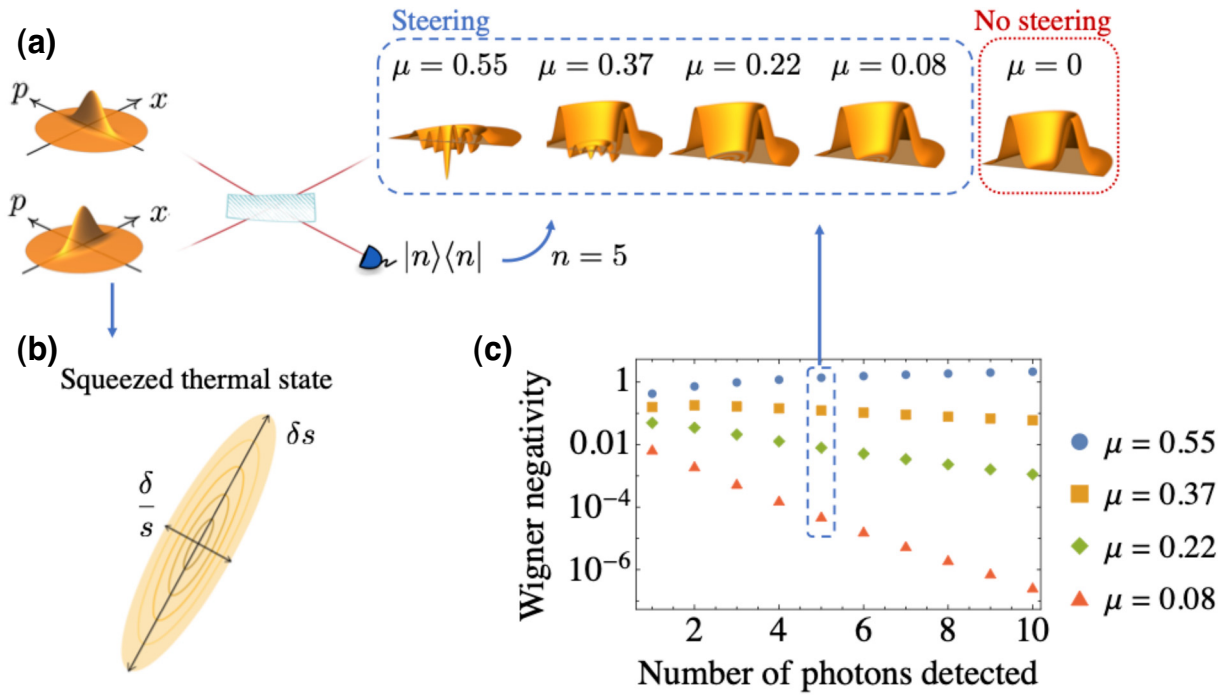 (a)
Steering
No steering
μ = 0.55
μ = 0.37
μ = 0.22
μ = 0.08
μ = 0
p
x
p
x
|n⟩⟨n|
n = 5
(b)
Squeezed thermal state
δs
δ
s
(c)
Wigner negativity
1
0.01
10⁻⁴
10⁻⁶
2
4
6
8
10
Number of photons detected
μ = 0.55
μ = 0.37
μ = 0.22
μ = 0.08